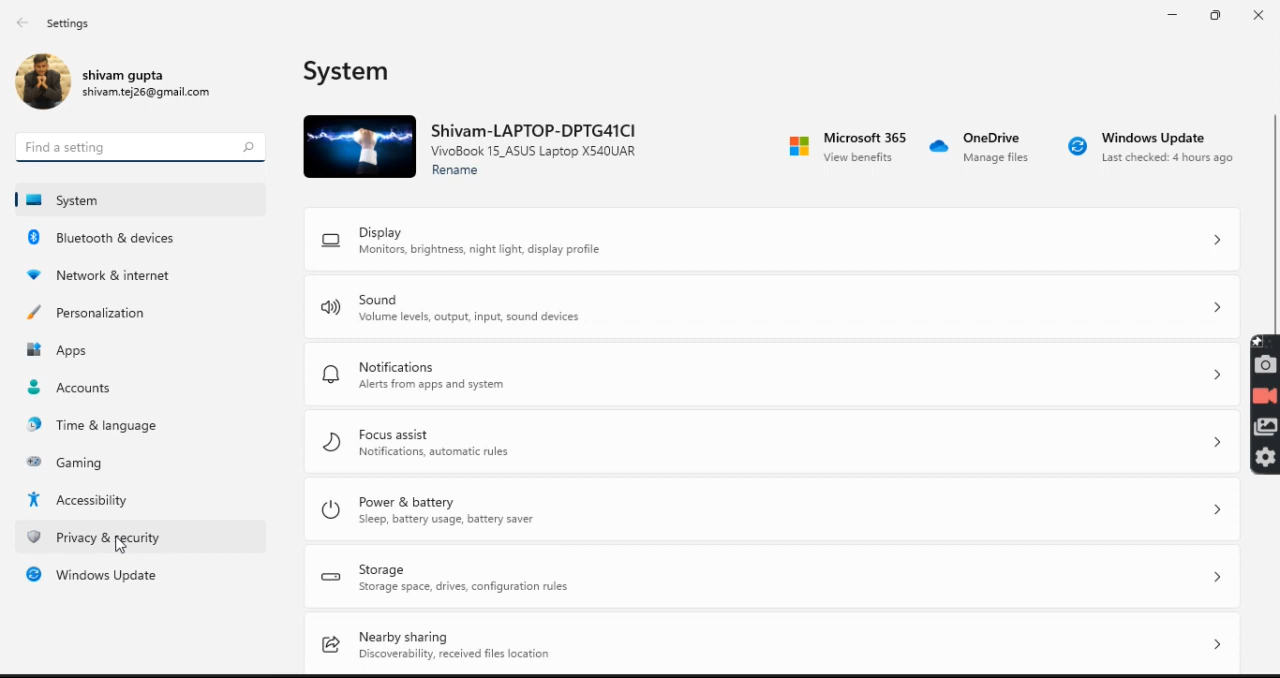 Settings
shivam gupta
shivam.tej26@gmail.com
Find a setting
System
Bluetooth & devices
Network & internet
Personalization
Apps
Accounts
Time & language
Gaming
Accessibility
Privacy & security
Windows Update
System
Shivam-LAPTOP-DPTG41CI
VivoBook 15_ASUS Laptop X540UAR
Rename
Microsoft 365
View benefits
OneDrive
Manage files
Windows Update
Last checked: 4 hours ago
Display
Monitors, brightness, night light, display profile
Sound
Volume levels, output, input, sound devices
Notifications
Alerts from apps and system
Focus assist
Notifications, automatic rules
Power & battery
Sleep, battery usage, battery saver
Storage
Storage space, drives, configuration rules
Nearby sharing
Discoverability, received files location